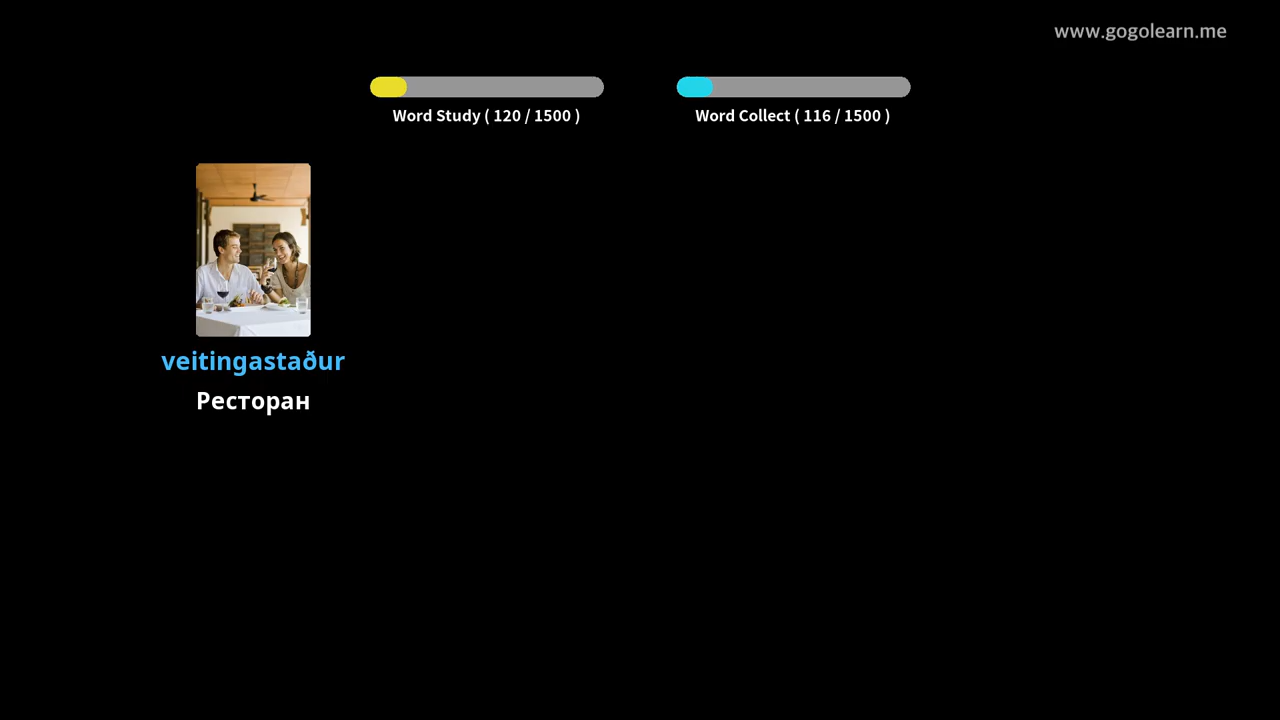 www.gogolearn.me
Word Study ( 120 / 1500 )
Word Collect ( 116 / 1500 )
veitingastaður
Ресторан